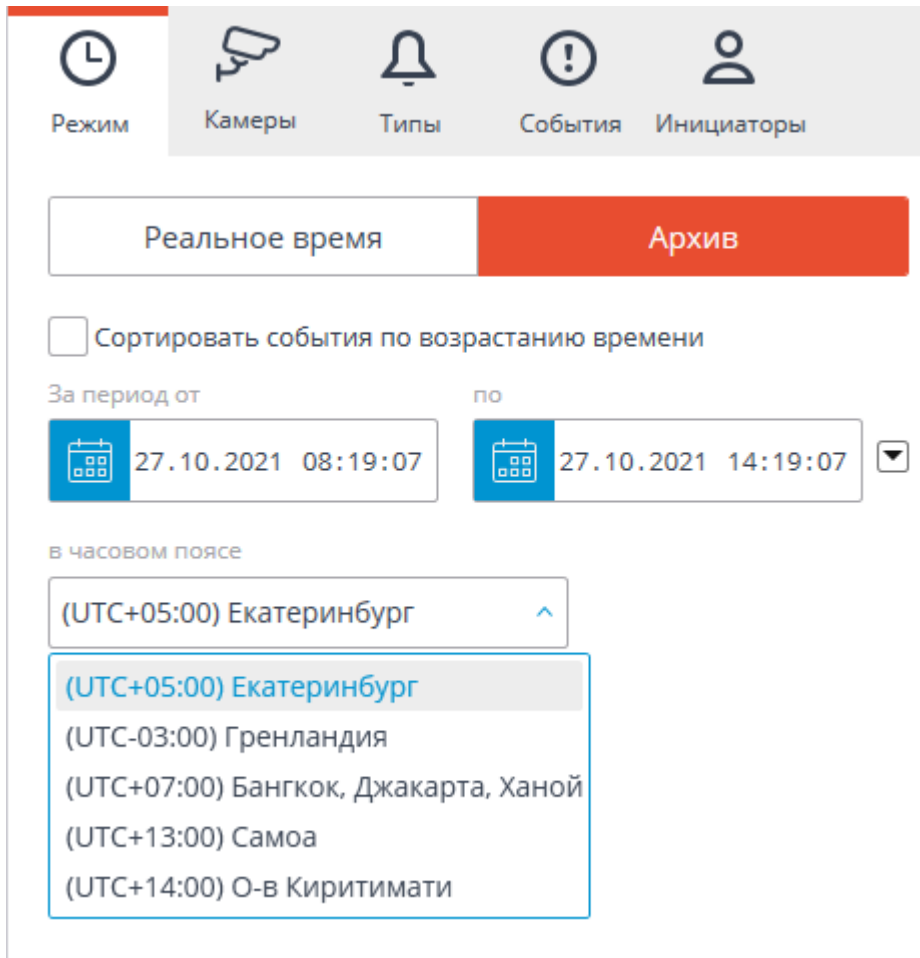 Режим Камеры Типы События Инициаторы
Реальное время Архив
Сортировать события по возрастанию времени
За период от по
27.10.2021 08:19:07 27.10.2021 14:19:07
в часовом поясе
(UTC+05:00) Екатеринбург
(UTC+05:00) Екатеринбург
(UTC-03:00) Гренландия
(UTC+07:00) Бангкок, Джакарта, Ханой
(UTC+13:00) Самоа
(UTC+14:00) О-в Киритимати